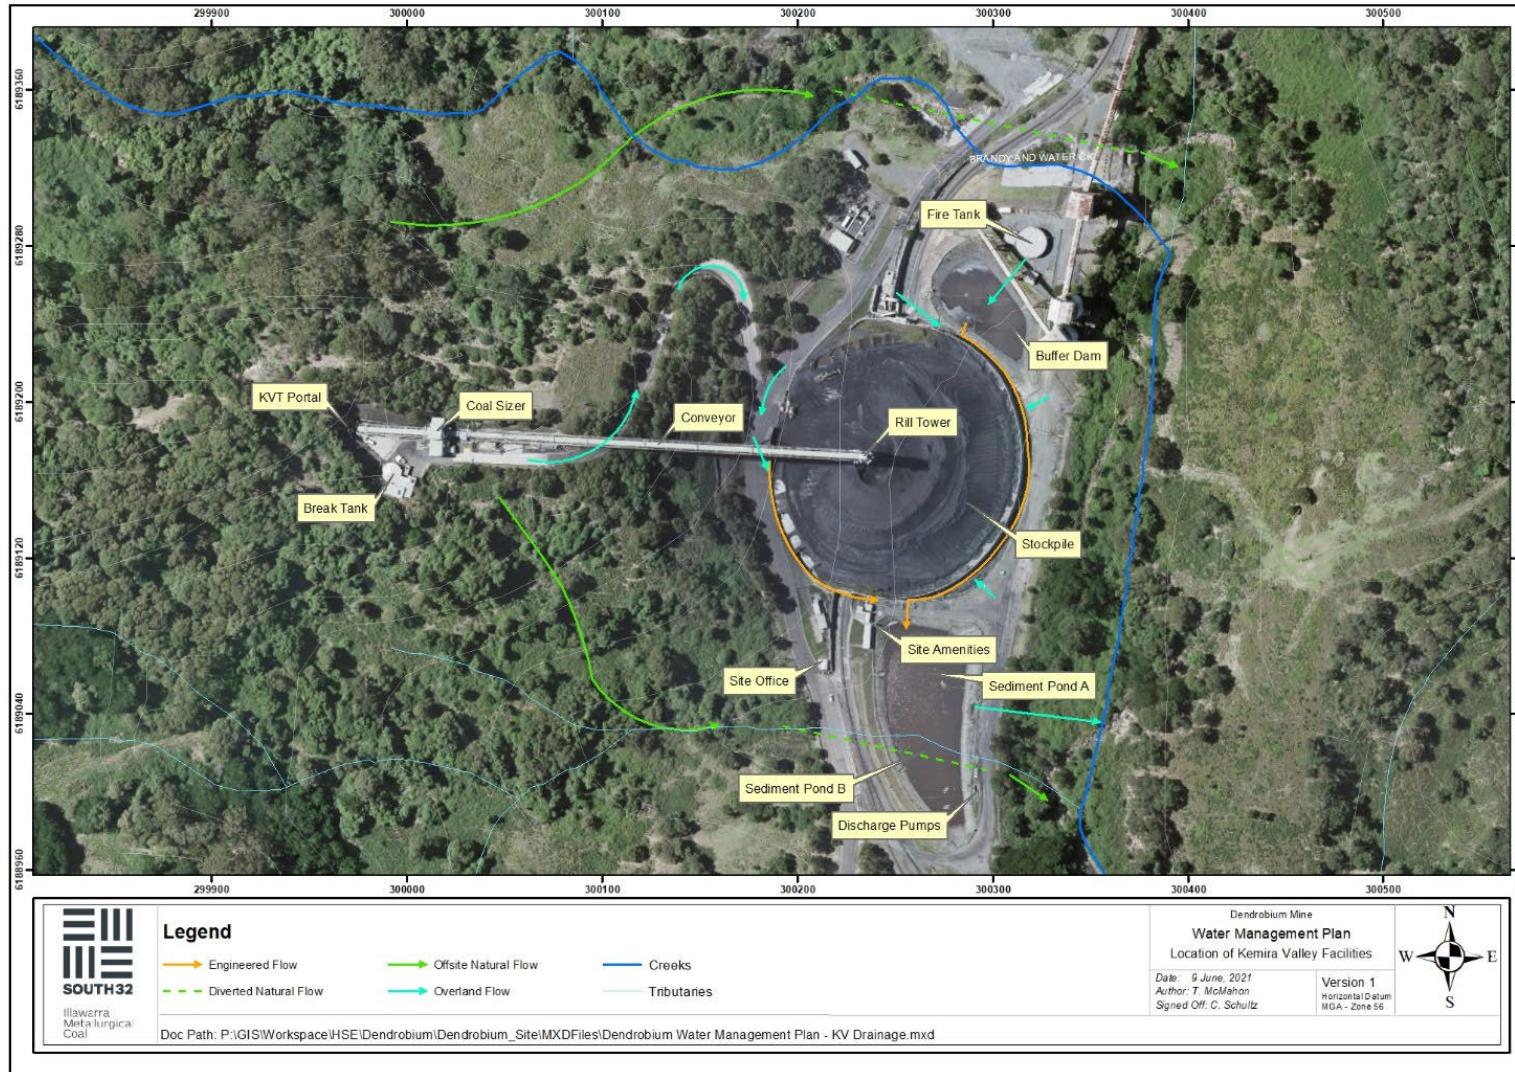 299900 300000 300100 300200 300300 300400 300500
6189360
6189280
6189200
6189120
6189040
6188960
BRANDY AND WATER CK
Fire Tank
Buffer Dam
KVT Portal
Coal Sizer
Conveyor
Rill Tower
Break Tank
Stockpile
Site Amenities
Site Office
Sediment Pond A
Sediment Pond B
Discharge Pumps
299900 300000 300100 300200 300300 300400 300500
SOUTH32
Illawarra
Metallurgical
Coal
Legend
Engineered Flow
Offsite Natural Flow
Creeks
Diverted Natural Flow
Overland Flow
Tributaries
Doc Path: P:\GIS\Workspace\HSE\Dendrobium\Dendrobium_Site\MXDFiles\Dendrobium Water Management Plan - KV Drainage.mxd
Dendrobium Mine
Water Management Plan
Location of Kemira Valley Facilities
Date: 9 June, 2021
Author: T. McMahon
Signed Off: C. Schultz
Version 1
Horizontal Datum
MGA - Zone 56
N
W E
S